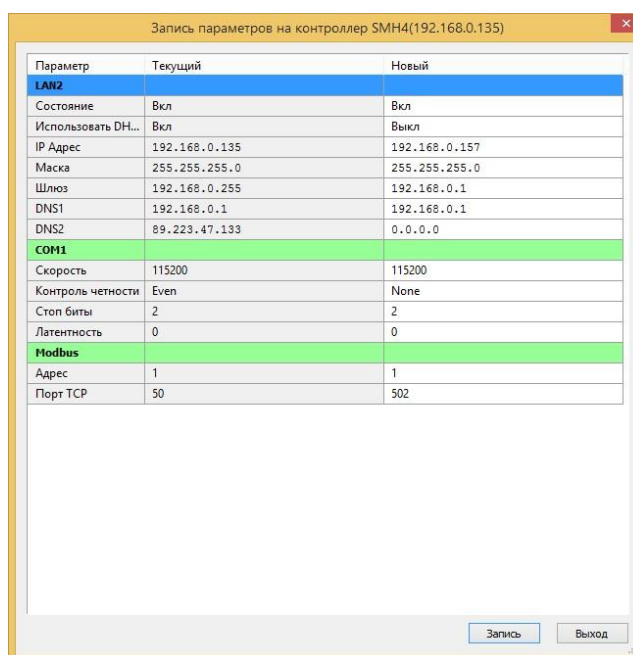 Запись параметров на контроллер SMH4(192.168.0.135)
Параметр Текущий Новый
LAN2
Состояние Вкл Вкл
Использовать DH... Вкл Выкл
IP Адрес 192.168.0.135 192.168.0.157
Маска 255.255.255.0 255.255.255.0
Шлюз 192.168.0.255 192.168.0.1
DNS1 192.168.0.1 192.168.0.1
DNS2 89.223.47.133 0.0.0.0
COM1
Скорость 115200 115200
Контроль четности Even None
Стоп биты 2 2
Латентность 0 0
Modbus
Адрес 1 1
Порт TCP 50 502
Запись Выход